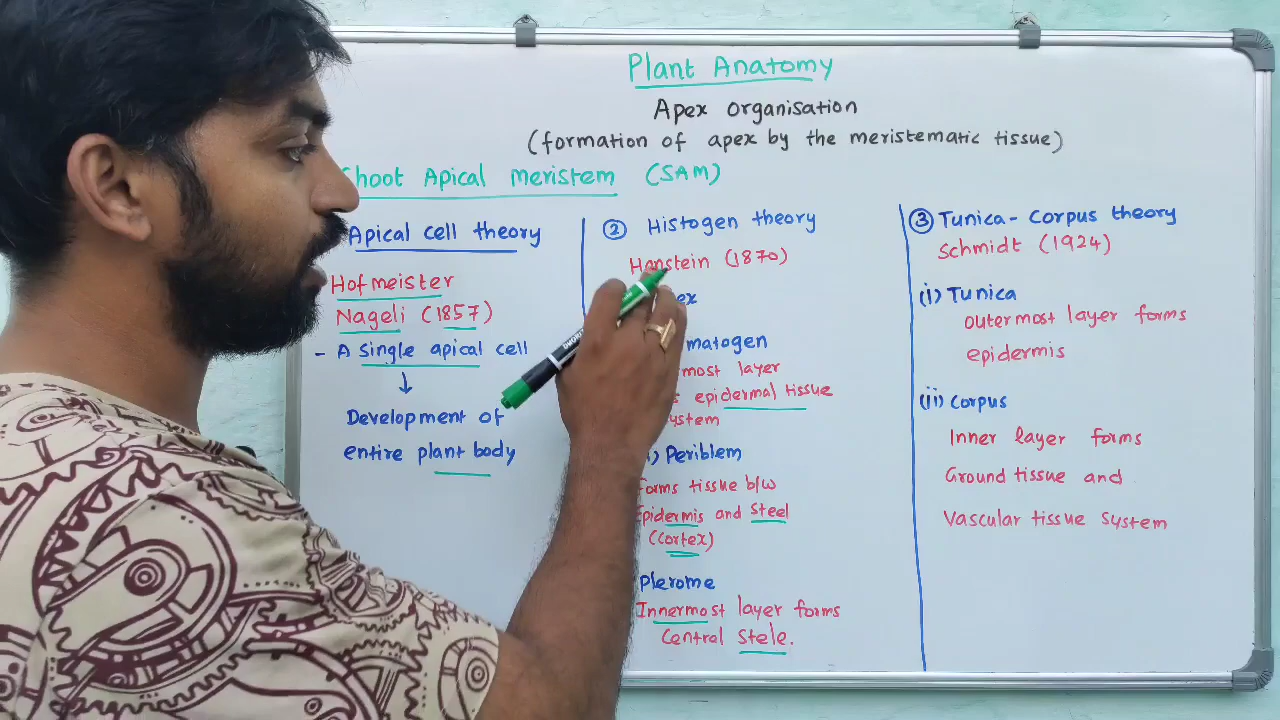 Plant Anatomy
Apex organisation
(formation of apex by the meristematic tissue)
Shoot Apical meristem (SAM)
Apical cell theory
Hofmeister
Nageli (1857)
- A single apical cell
↓
Development of
entire plant body
② Histogen theory
Hanstein (1870)
matogen
most layer
epidermal tissue
ystem
) Periblem
Forms tissue b/w
Epidermis and Steel
(cortex)
Plerome
Innermost layer forms
Central Stele.
③ Tunica-Corpus theory
Schmidt (1924)
(i) Tunica
outermost layer forms
epidermis
(ii) Corpus
Inner layer forms
Ground tissue and
Vascular tissue system